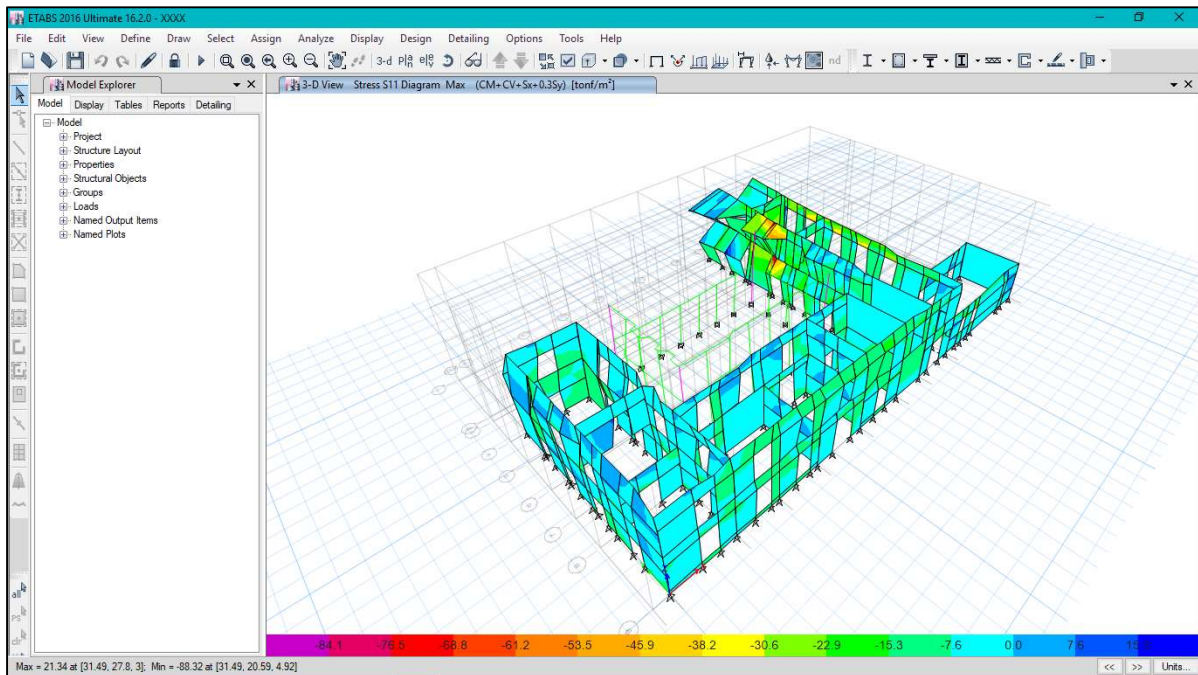 ETABS 2016 Ultimate 16.2.0 - XXXX
File Edit View Define Draw Select Assign Analyze Display Design Detailing Options Tools Help
3-d
nd
Model Explorer
3-D View Stress S11 Diagram Max (CM+CV+Sx+0.3Sy) [tonf/m²]
Model Display Tables Reports Detailing
Model
Project
Structure Layout
Properties
Structural Objects
Groups
Loads
Named Output Items
Named Plots
all
ps
clr
-84.1 -76.5 -68.8 -61.2 -53.5 -45.9 -38.2 -30.6 -22.9 -15.3 -7.6 0.0 7.6
Max = 21.34 at [31.49, 27.8, 3]; Min = -88.32 at [31.49, 20.59, 4.92]
<< >> Units...